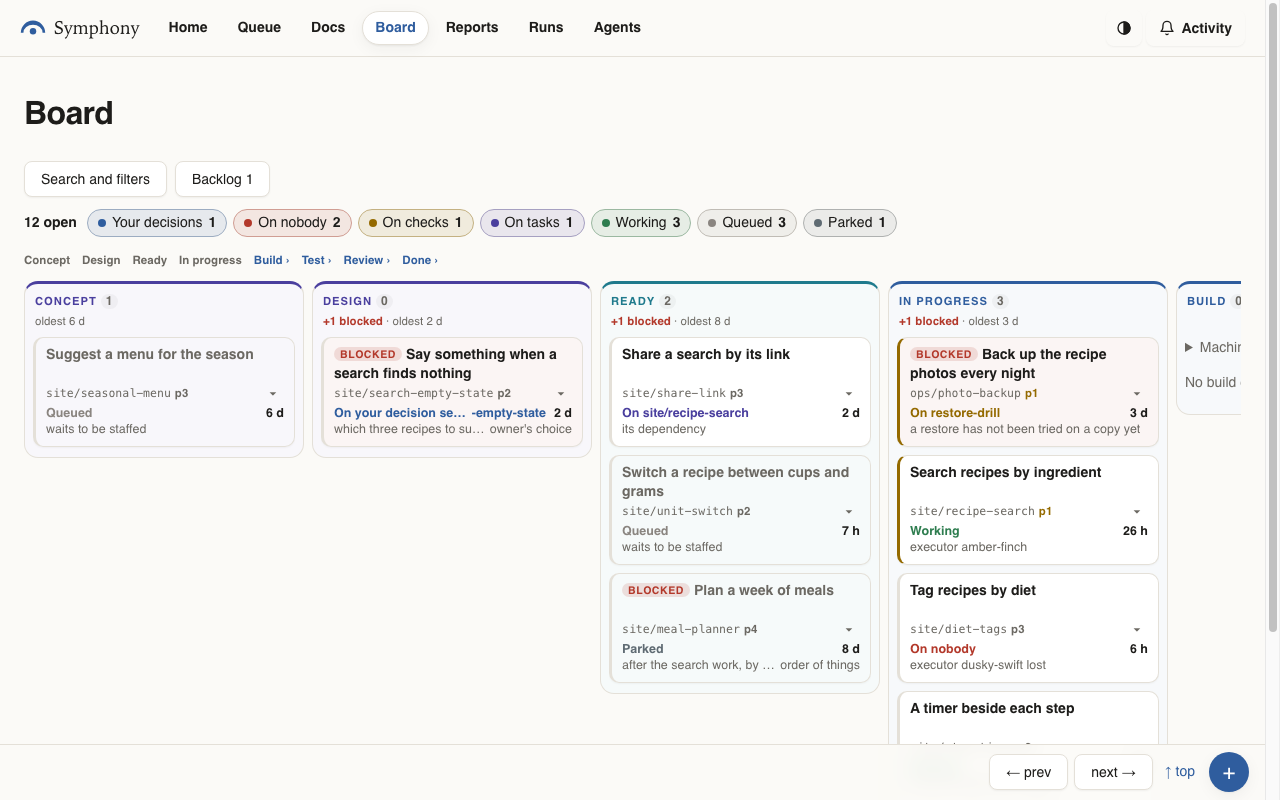 Symphony
Home
Queue
Docs
Board
Reports
Runs
Agents
Activity
Board
Search and filters
Backlog 1
12 open
Your decisions 1
On nobody 2
On checks 1
On tasks 1
Working 3
Queued 3
Parked 1
Concept
Design
Ready
In progress
Build ›
Test ›
Review ›
Done ›
CONCEPT 1
oldest 6 d
Suggest a menu for the season
site/seasonal-menu p3
Queued 6 d
waits to be staffed
DESIGN 0
+1 blocked · oldest 2 d
BLOCKED Say something when a
search finds nothing
site/search-empty-state p2
On your decision se… -empty-state 2 d
which three recipes to su… owner's choice
READY 2
+1 blocked · oldest 8 d
Share a search by its link
site/share-link p3
On site/recipe-search 2 d
its dependency
Switch a recipe between cups and
grams
site/unit-switch p2
Queued 7 h
waits to be staffed
BLOCKED Plan a week of meals
site/meal-planner p4
Parked 8 d
after the search work, by … order of things
IN PROGRESS 3
+1 blocked · oldest 3 d
BLOCKED Back up the recipe
photos every night
ops/photo-backup p1
On restore-drill 3 d
a restore has not been tried on a copy yet
Search recipes by ingredient
site/recipe-search p1
Working 26 h
executor amber-finch
Tag recipes by diet
site/diet-tags p3
On nobody 6 h
executor dusky-swift lost
A timer beside each step
BUILD 0
No build
← prev
next →
↑ top
+